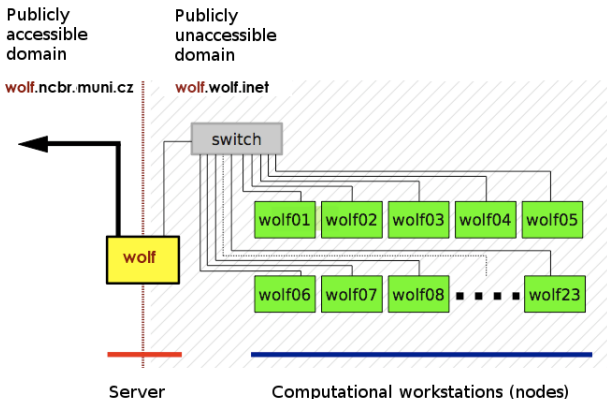 Publicly
accessible
domain
wolf.ncbr.muni.cz
Publicly
unaccessible
domain
wolf.wolf.inet
switch
wolf
wolf01 wolf02 wolf03 wolf04 wolf05
wolf06 wolf07 wolf08 wolf23
Server
Computational workstations (nodes)